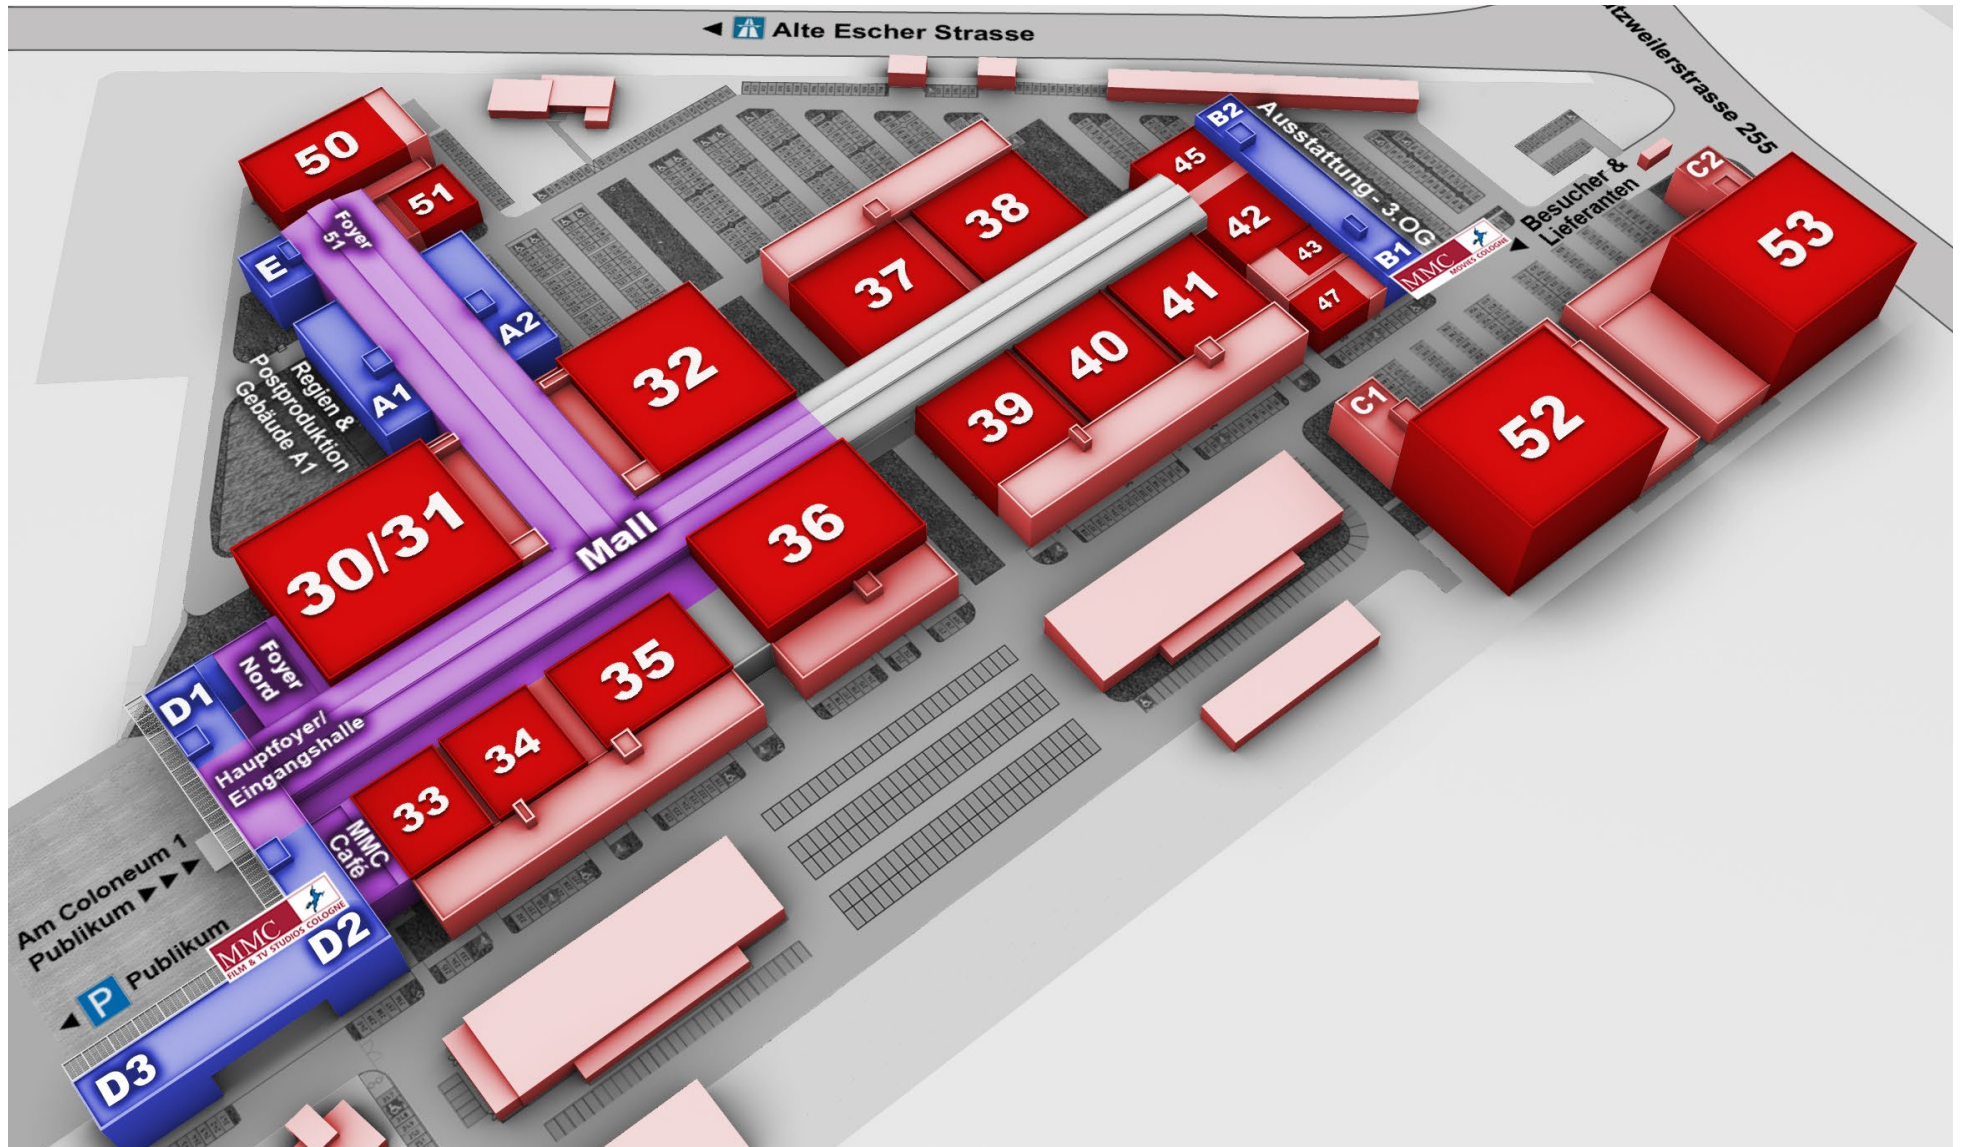 Alte Escher Strasse
tzweilerstrasse 255
50
51
Foyer
51
E
A2
A1
Regien &
Postproduktion
Gebäude A1
32
30/31
Mall
36
37
38
39
40
41
45
42
43
47
B2
Ausstattung - 3.OG
B1
MMC
MOVIES COLOGNE
Besucher &
Lieferanten
C2
53
C1
52
35
34
33
Foyer
Nord
D1
Hauptfoyer/
Eingangshalle
MMC
Café
Am Coloneum 1
Publikum
P Publikum
MMC
FILM & TV STUDIOS COLOGNE
D2
D3